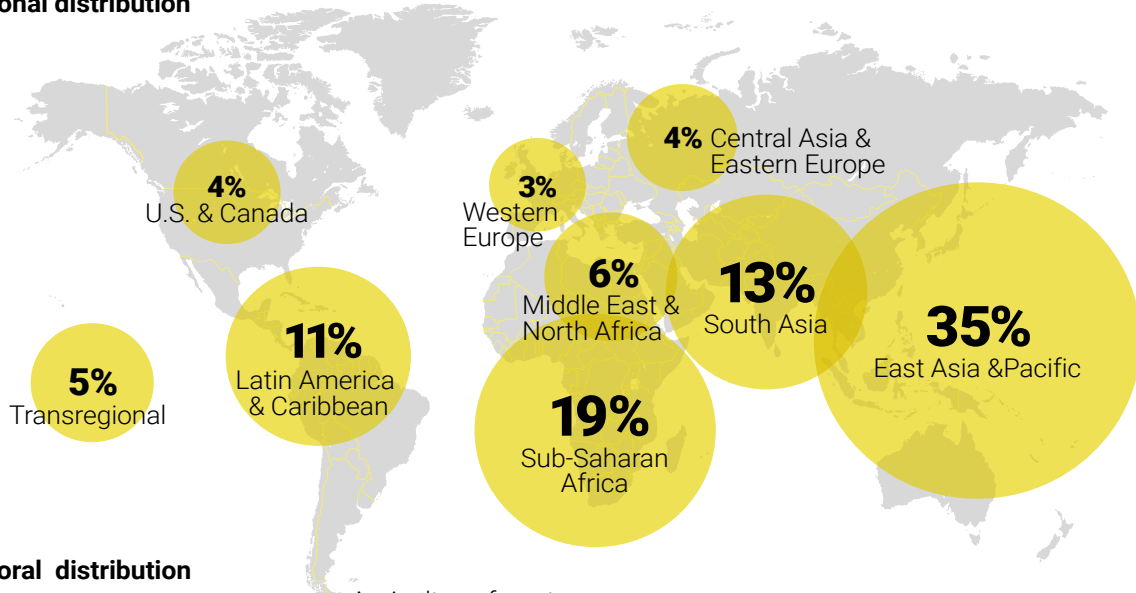 onal distribution
4%
U.S. & Canada
3%
Western
Europe
4%
Central Asia &
Eastern Europe
6%
Middle East &
North Africa
13%
South Asia
35%
East Asia &Pacific
11%
Latin America
& Caribbean
5%
Transregional
19%
Sub-Saharan
Africa
oral distribution